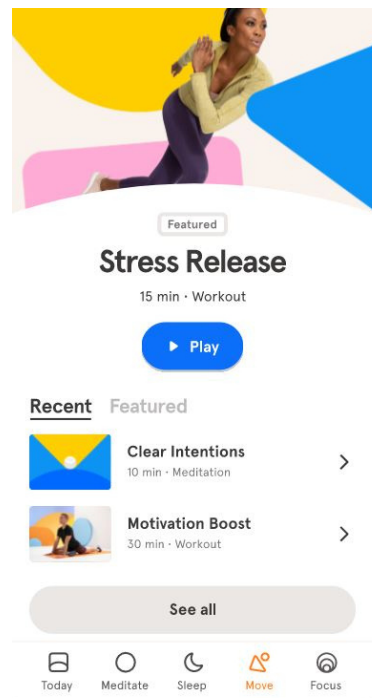 Featured
Stress Release
15 min · Workout
Play
Recent Featured
Clear Intentions
10 min · Meditation
Motivation Boost
30 min · Workout
See all
Today Meditate Sleep Move Focus